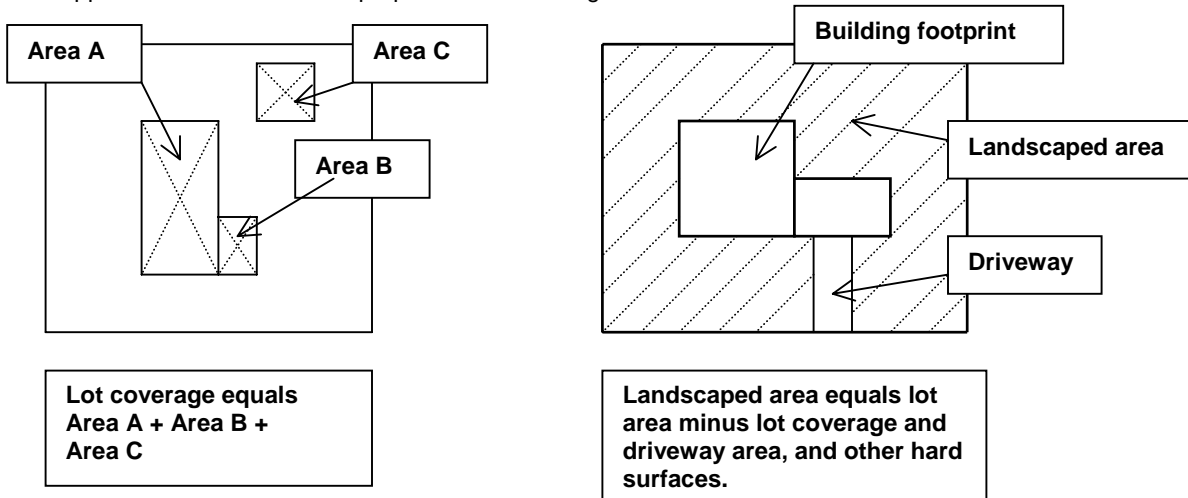 Area A
Area C
Area B
Lot coverage equals
Area A + Area B +
Area C
Building footprint
Landscaped area
Driveway
Landscaped area equals lot
area minus lot coverage and
driveway area, and other hard
surfaces.